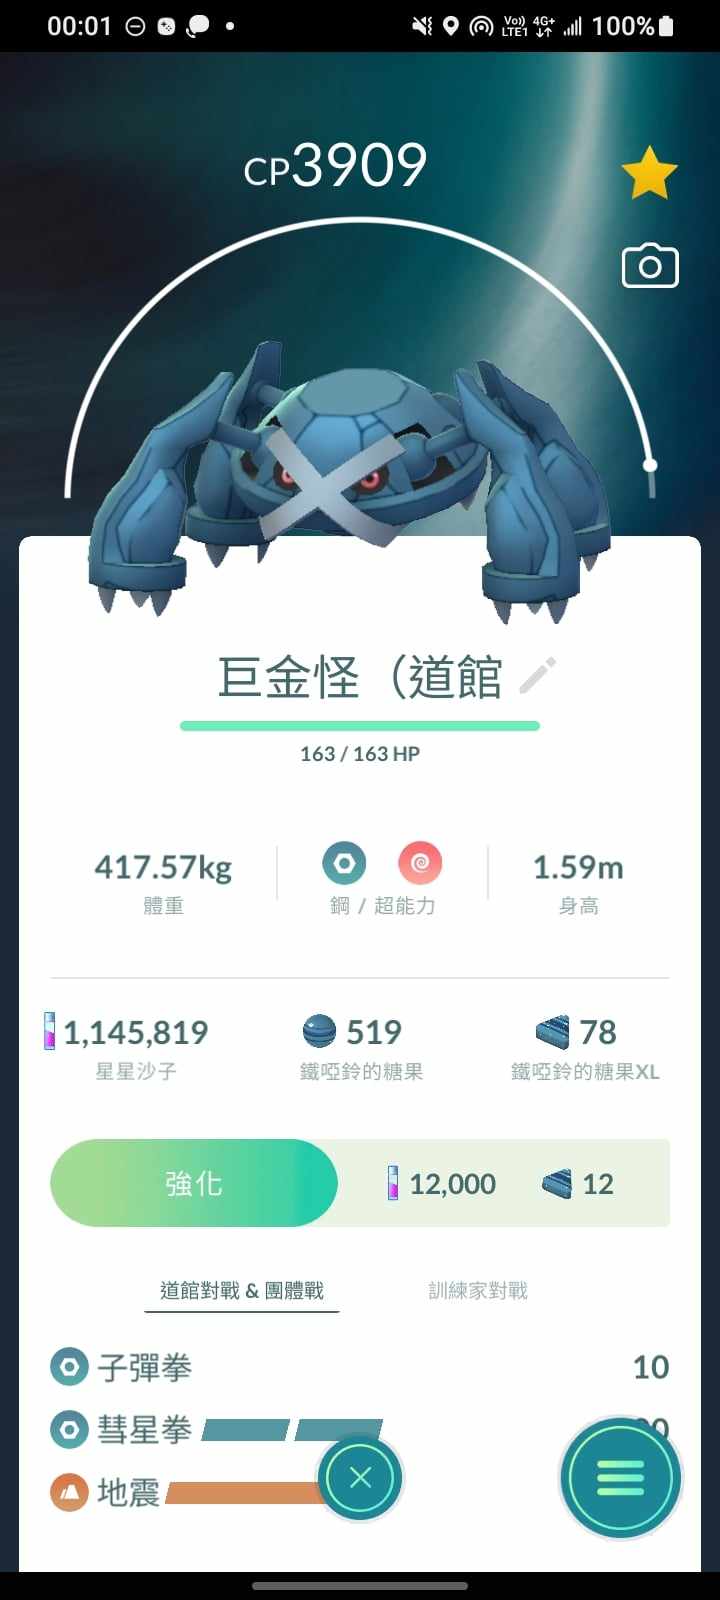 00:01 Vo)) LTE1 4G+ 100%
CP3909
巨金怪（道館
163 / 163 HP
417.57kg 1.59m
體重 鋼 / 超能力 身高
1,145,819 519 78
星星沙子 鐵啞鈴的糖果 鐵啞鈴的糖果XL
強化 12,000 12
道館對戰 & 團體戰 訓練家對戰
子彈拳 10
彗星拳
地震